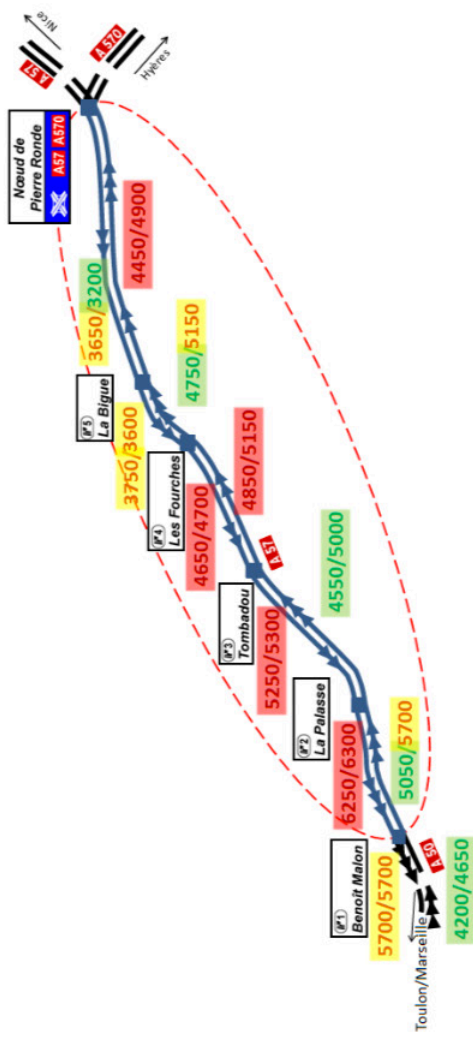 Nice
A 57
A 570
Hyères
Nœud de
Pierre Ronde
A57 A570
4450/4900
3650/3200
n°5
La Bigue
4750/5150
3750/3600
n°4
Les Fourches
4850/5150
4650/4700
n°3
Tombadou
A 57
4550/5000
5250/5300
n°2
La Palasse
5050/5700
6250/6300
n°1
Benoît Malon
A 50
5700/5700
Toulon/Marseille
4200/4650